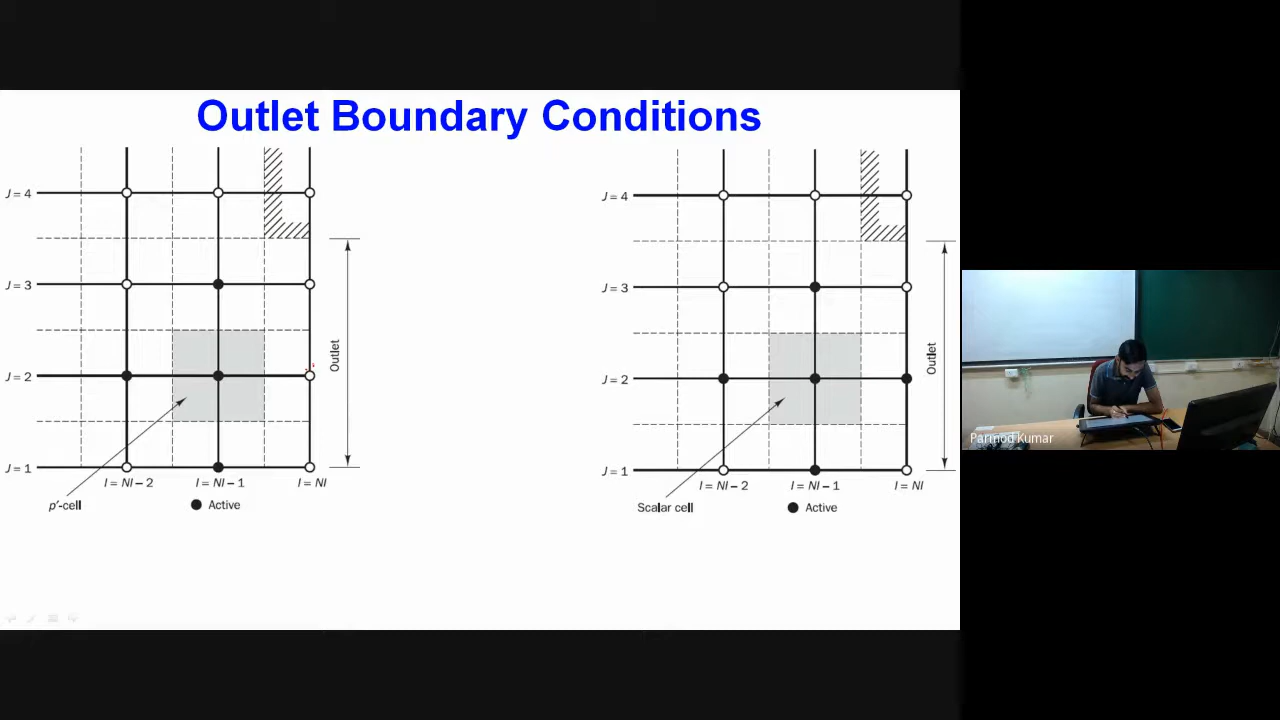 Outlet Boundary Conditions
J = 4
J = 3
J = 2
J = 1
Outlet
I = NI – 2
I = NI – 1
I = NI
p′-cell
Active
J = 4
J = 3
J = 2
J = 1
Outlet
I = NI – 2
I = NI – 1
I = NI
Scalar cell
Active
Parmod Kumar